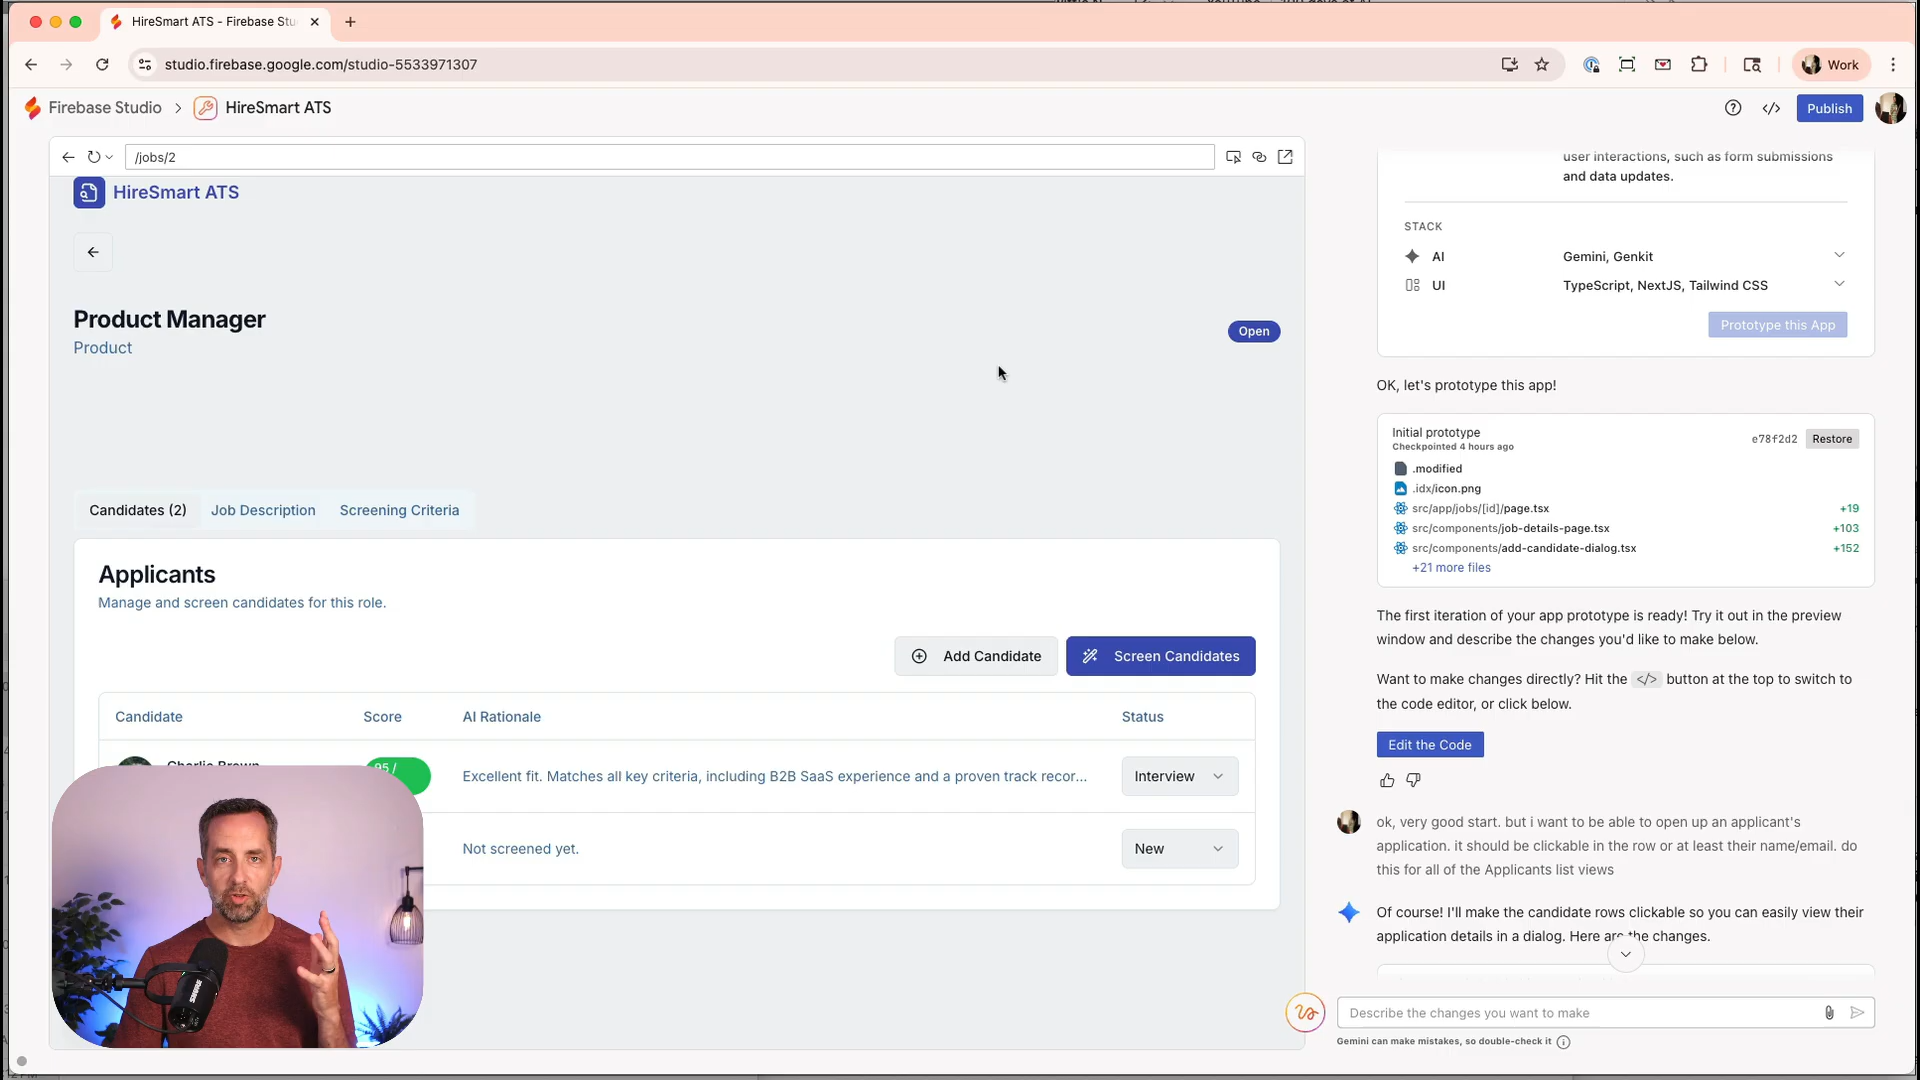 HireSmart ATS - Firebase Stu
studio.firebase.google.com/studio-5533971307
Work
Firebase Studio
HireSmart ATS
Publish
/jobs/2
HireSmart ATS
Product Manager
Product
Open
Candidates (2)
Job Description
Screening Criteria
Applicants
Manage and screen candidates for this role.
Add Candidate
Screen Candidates
Candidate Score AI Rationale Status
Charlie Brown
95 /
Excellent fit. Matches all key criteria, including B2B SaaS experience and a proven track recor...
Interview
Not screened yet.
New
user interactions, such as form submissions
and data updates.
STACK
AI Gemini, Genkit
UI TypeScript, NextJS, Tailwind CSS
Prototype this App
OK, let's prototype this app!
Initial prototype
Checkpointed 4 hours ago
e78f2d2 Restore
.modified
.idx/icon.png
src/app/jobs/[id]/page.tsx +19
src/components/job-details-page.tsx +103
src/components/add-candidate-dialog.tsx +152
+21 more files
The first iteration of your app prototype is ready! Try it out in the preview
window and describe the changes you'd like to make below.
Want to make changes directly? Hit the </> button at the top to switch to
the code editor, or click below.
Edit the Code
ok, very good start. but i want to be able to open up an applicant's
application. it should be clickable in the row or at least their name/email. do
this for all of the Applicants list views
Of course! I'll make the candidate rows clickable so you can easily view their
application details in a dialog. Here are the changes.
Describe the changes you want to make
Gemini can make mistakes, so double-check it
SHURE